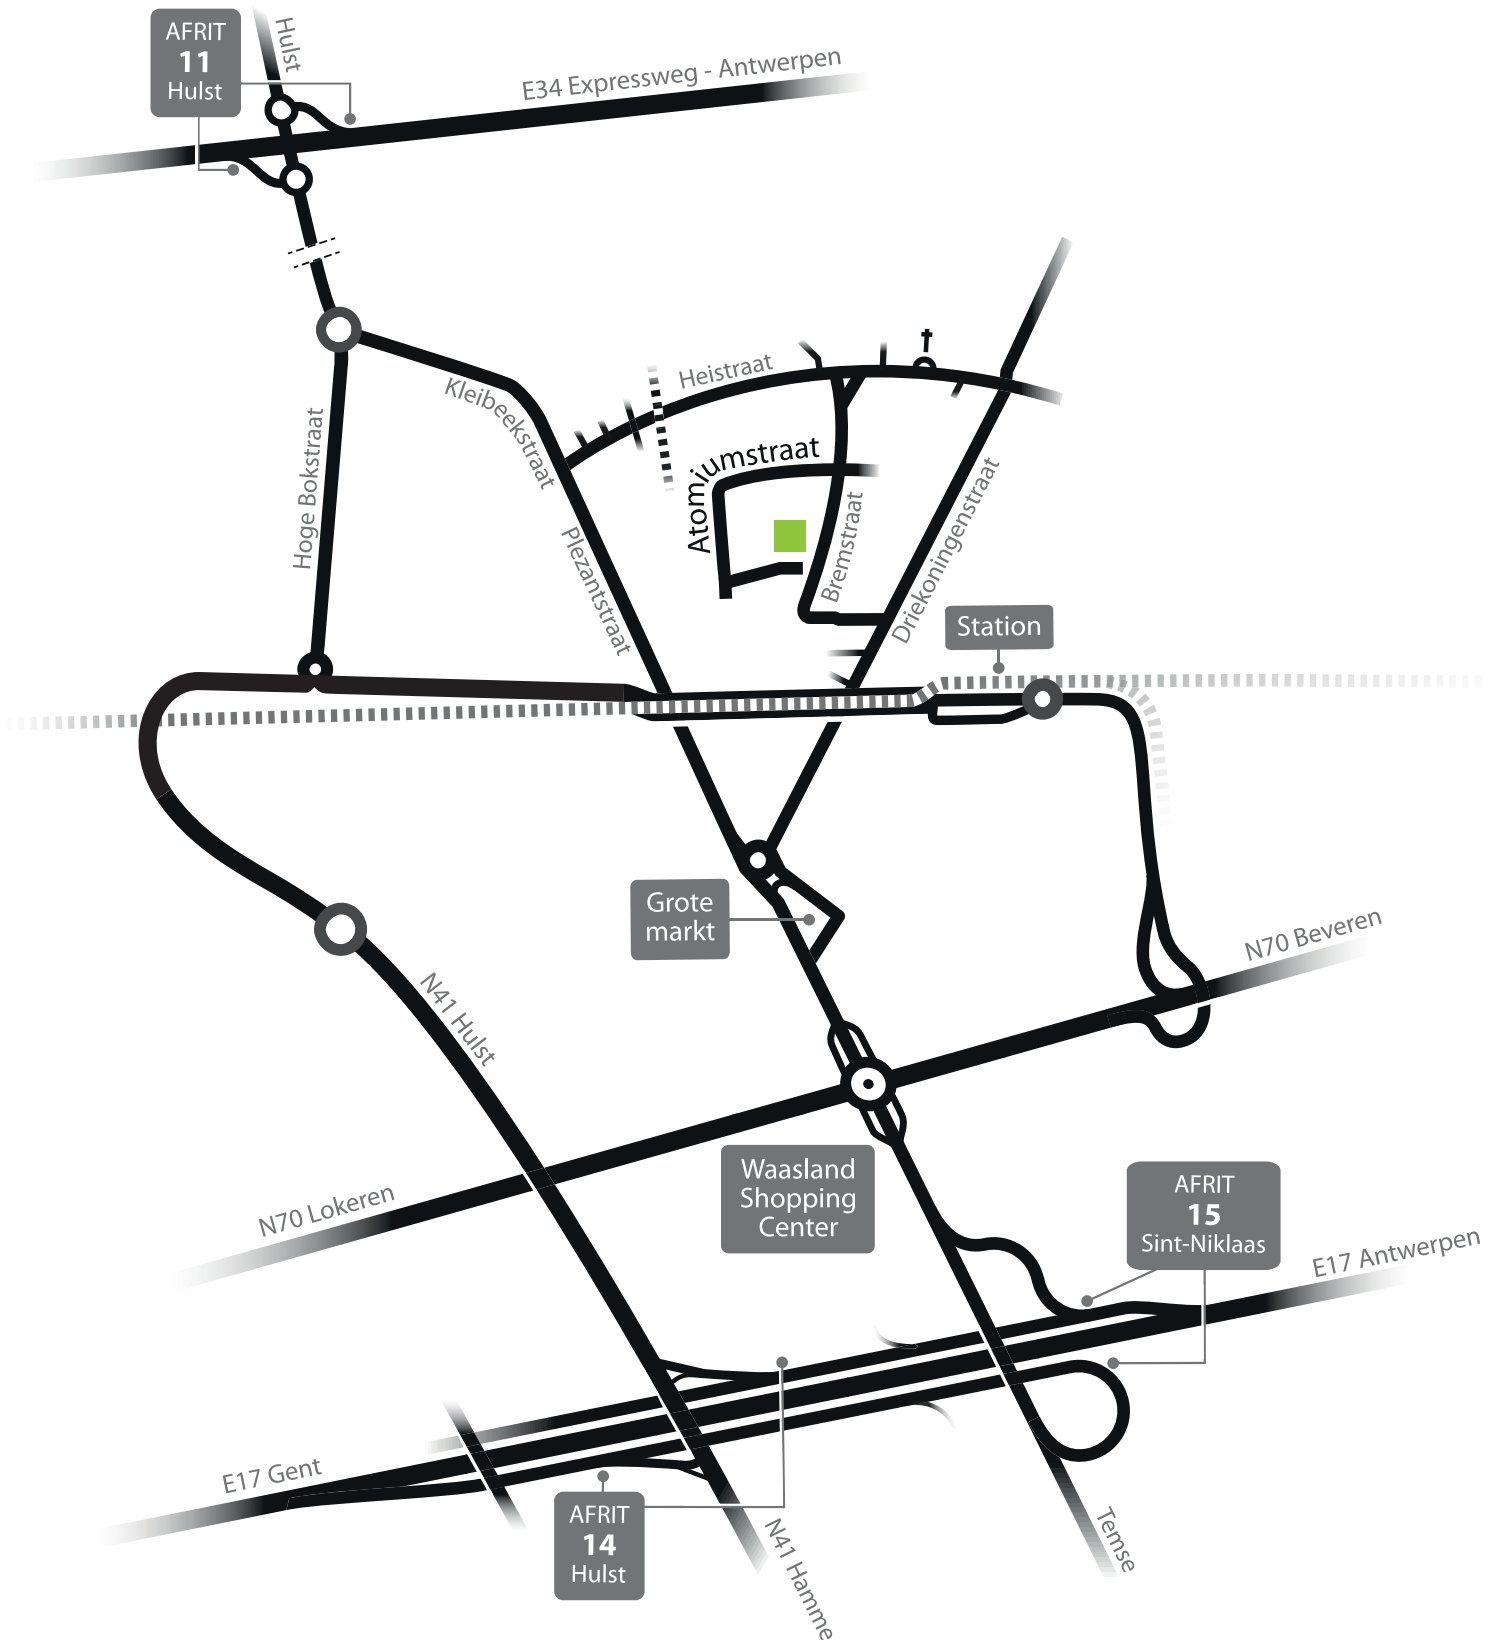 AFRIT
11
Hulst
Hulst
E34 Expressweg - Antwerpen
Heistraat
Kleibeekstraat
Hoge Bokstraat
Atomiumstraat
Plezantstraat
Bremstraat
Driekoningenstraat
Station
Grote
markt
N70 Beveren
N41 Hulst
Waasland
Shopping
Center
N70 Lokeren
AFRIT
15
Sint-Niklaas
E17 Antwerpen
E17 Gent
AFRIT
14
Hulst
N41 Hamme
Temse